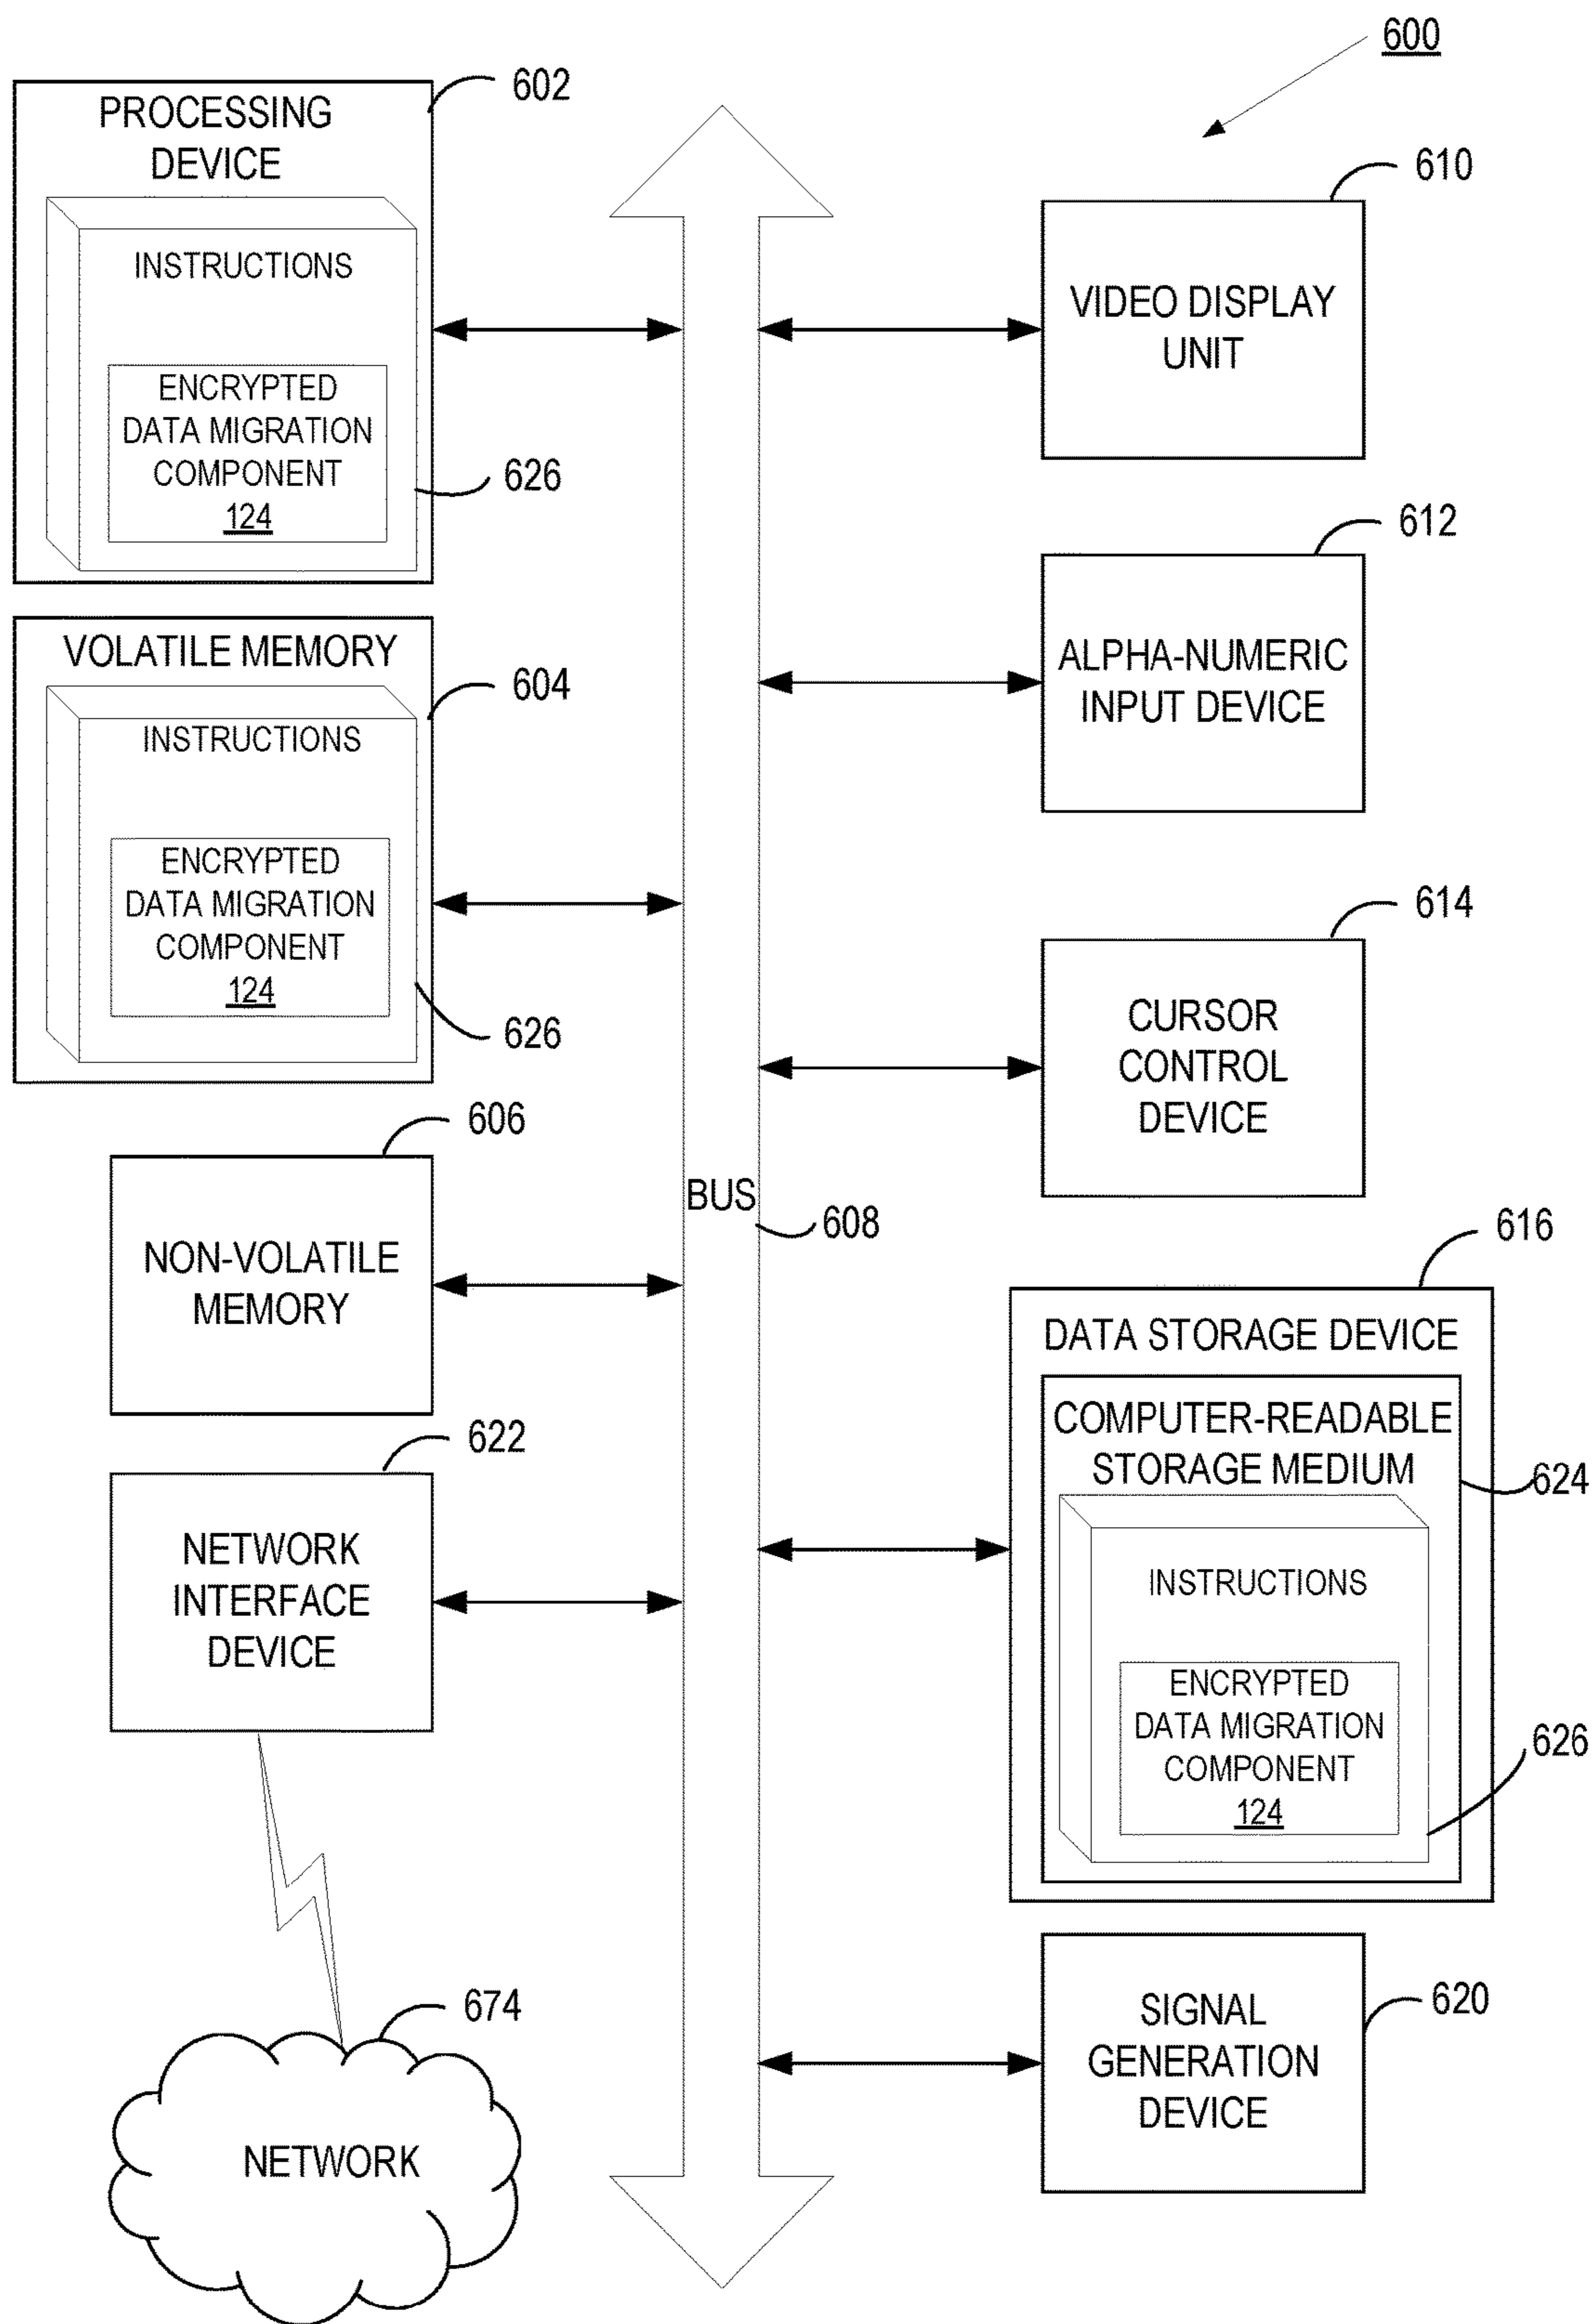 600
602
PROCESSING
DEVICE
INSTRUCTIONS
ENCRYPTED
DATA MIGRATION
COMPONENT
124
626
VOLATILE MEMORY
604
INSTRUCTIONS
ENCRYPTED
DATA MIGRATION
COMPONENT
124
626
606
NON-VOLATILE
MEMORY
622
NETWORK
INTERFACE
DEVICE
674
NETWORK
BUS
608
610
VIDEO DISPLAY
UNIT
612
ALPHA-NUMERIC
INPUT DEVICE
614
CURSOR
CONTROL
DEVICE
616
DATA STORAGE DEVICE
COMPUTER-READABLE
STORAGE MEDIUM
624
INSTRUCTIONS
ENCRYPTED
DATA MIGRATION
COMPONENT
124
626
SIGNAL
GENERATION
DEVICE
620